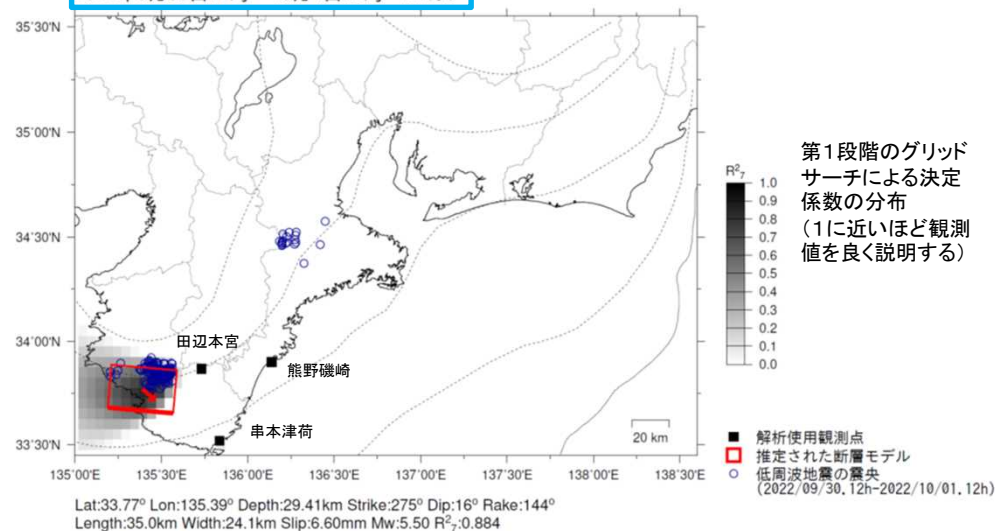 35°30'N
35°00'N
34°30'N
34°00'N
33°30'N
135°00'E
135°30'E
136°00'E
136°30'E
137°00'E
137°30'E
138°00'E
138°30'E
田辺本宮
熊野磯崎
串本津荷
20 km
R²₇
1.0
0.9
0.8
0.7
0.6
0.5
0.4
0.3
0.2
0.1
0.0
第1段階のグリッド
サーチによる決定
係数の分布
(1に近いほど観測
値を良く説明する)
解析使用観測点
推定された断層モデル
低周波地震の震央
(2022/09/30.12h-2022/10/01.12h)
Lat:33.77° Lon:135.39° Depth:29.41km Strike:275° Dip:16° Rake:144°
Length:35.0km Width:24.1km Slip:6.60mm Mw:5.50 R²₇:0.884